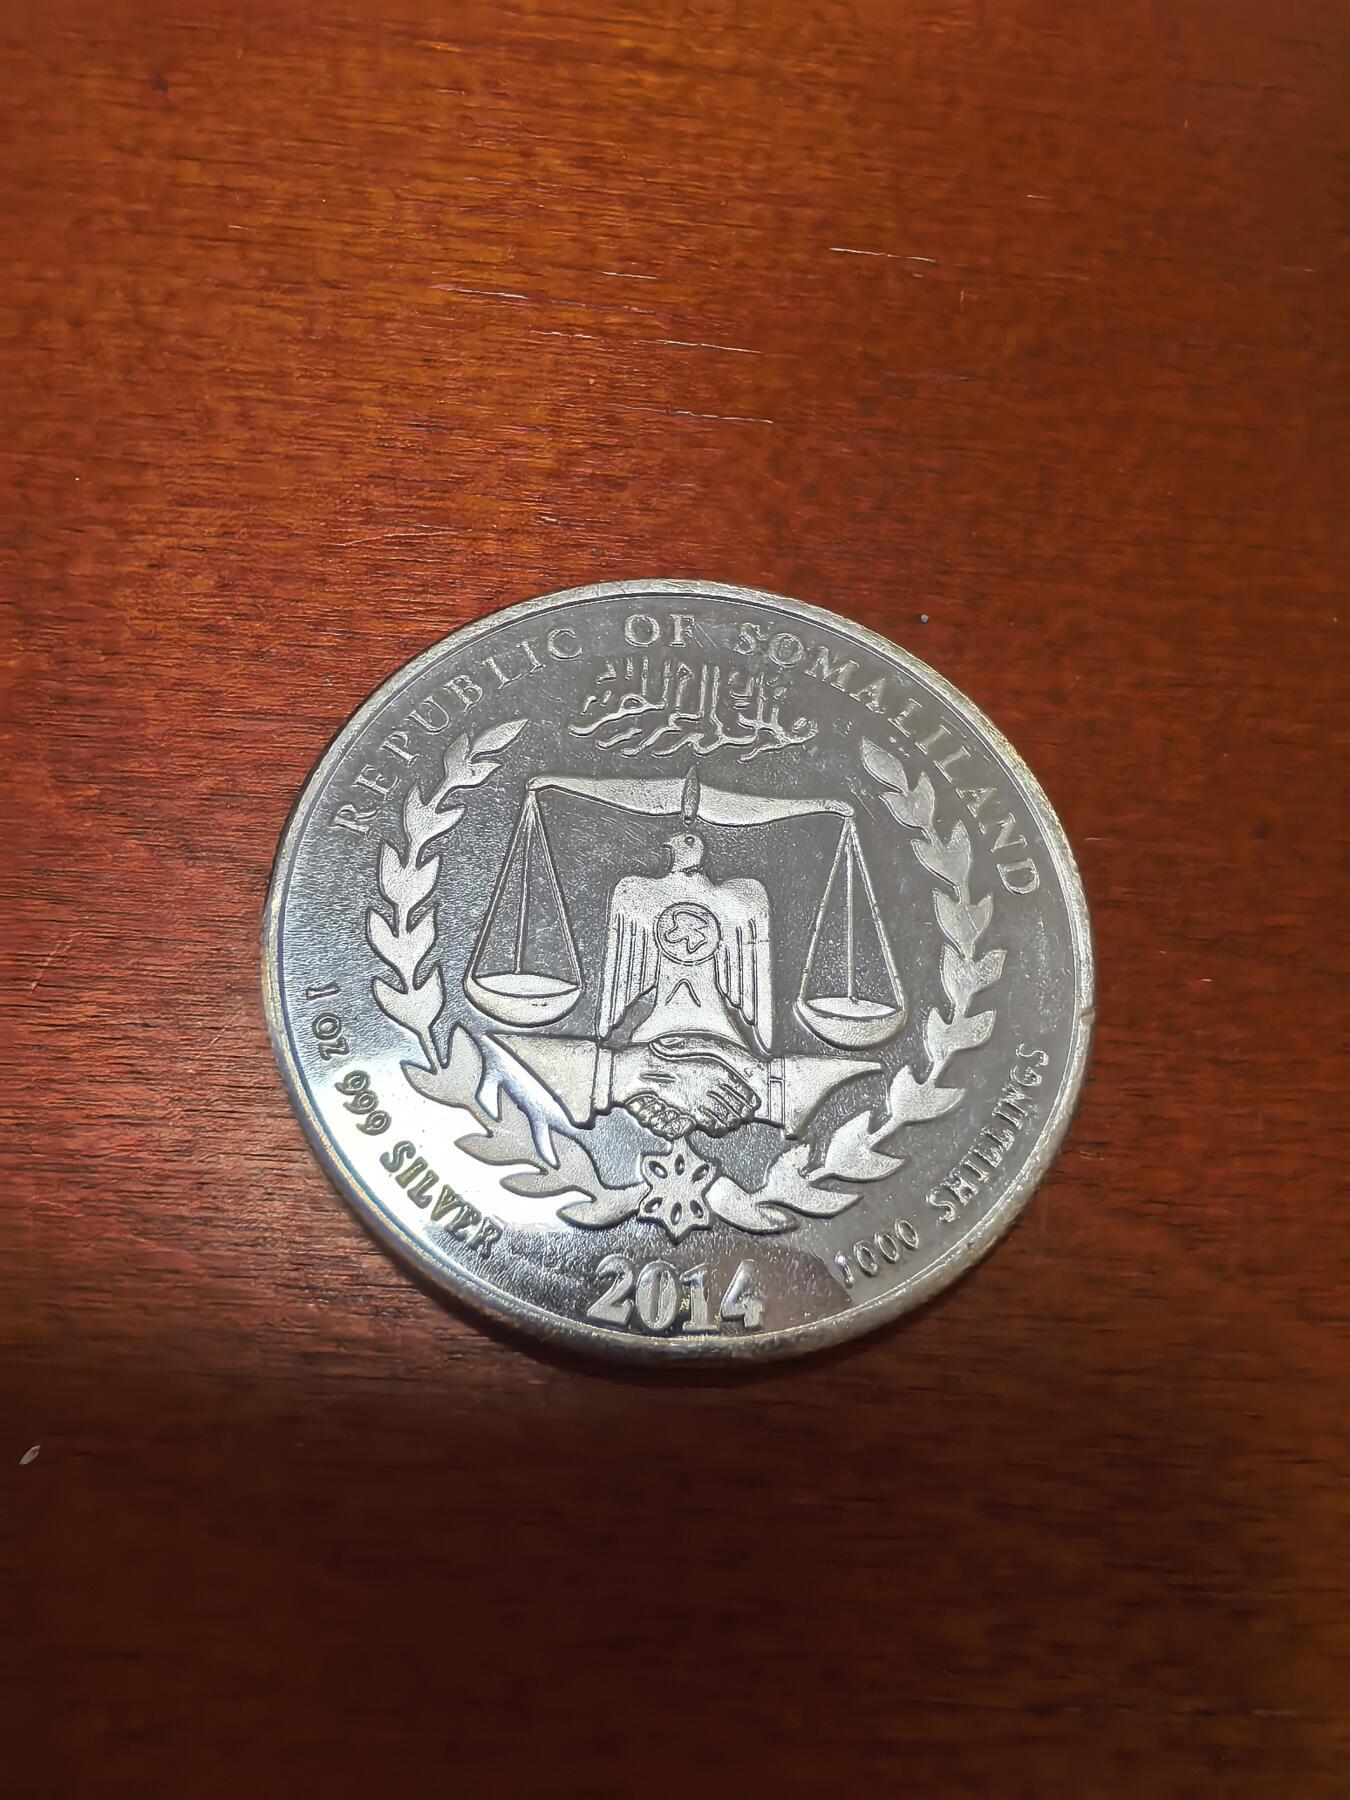 REPUBLIC OF SOMALILAND
1 OZ 999 SILVER
2014
1000 SHILLINGS